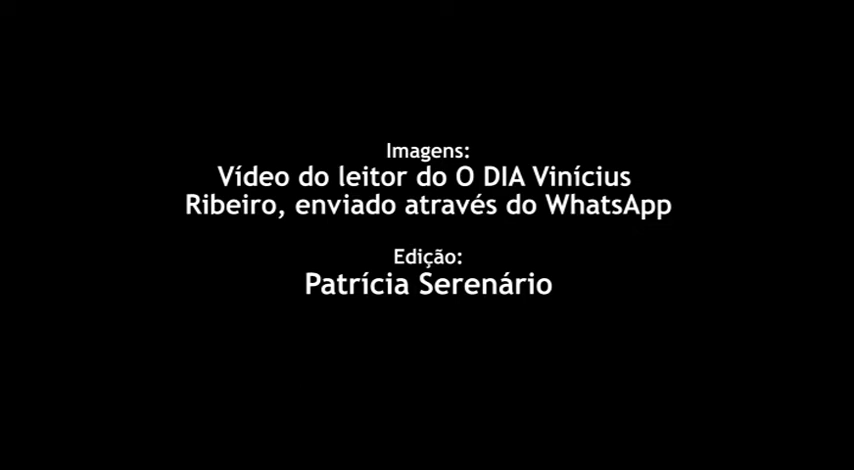 Imagens:
Vídeo do leitor do O DIA Vinícius
Ribeiro, enviado através do WhatsApp
Edição:
Patrícia Serenário